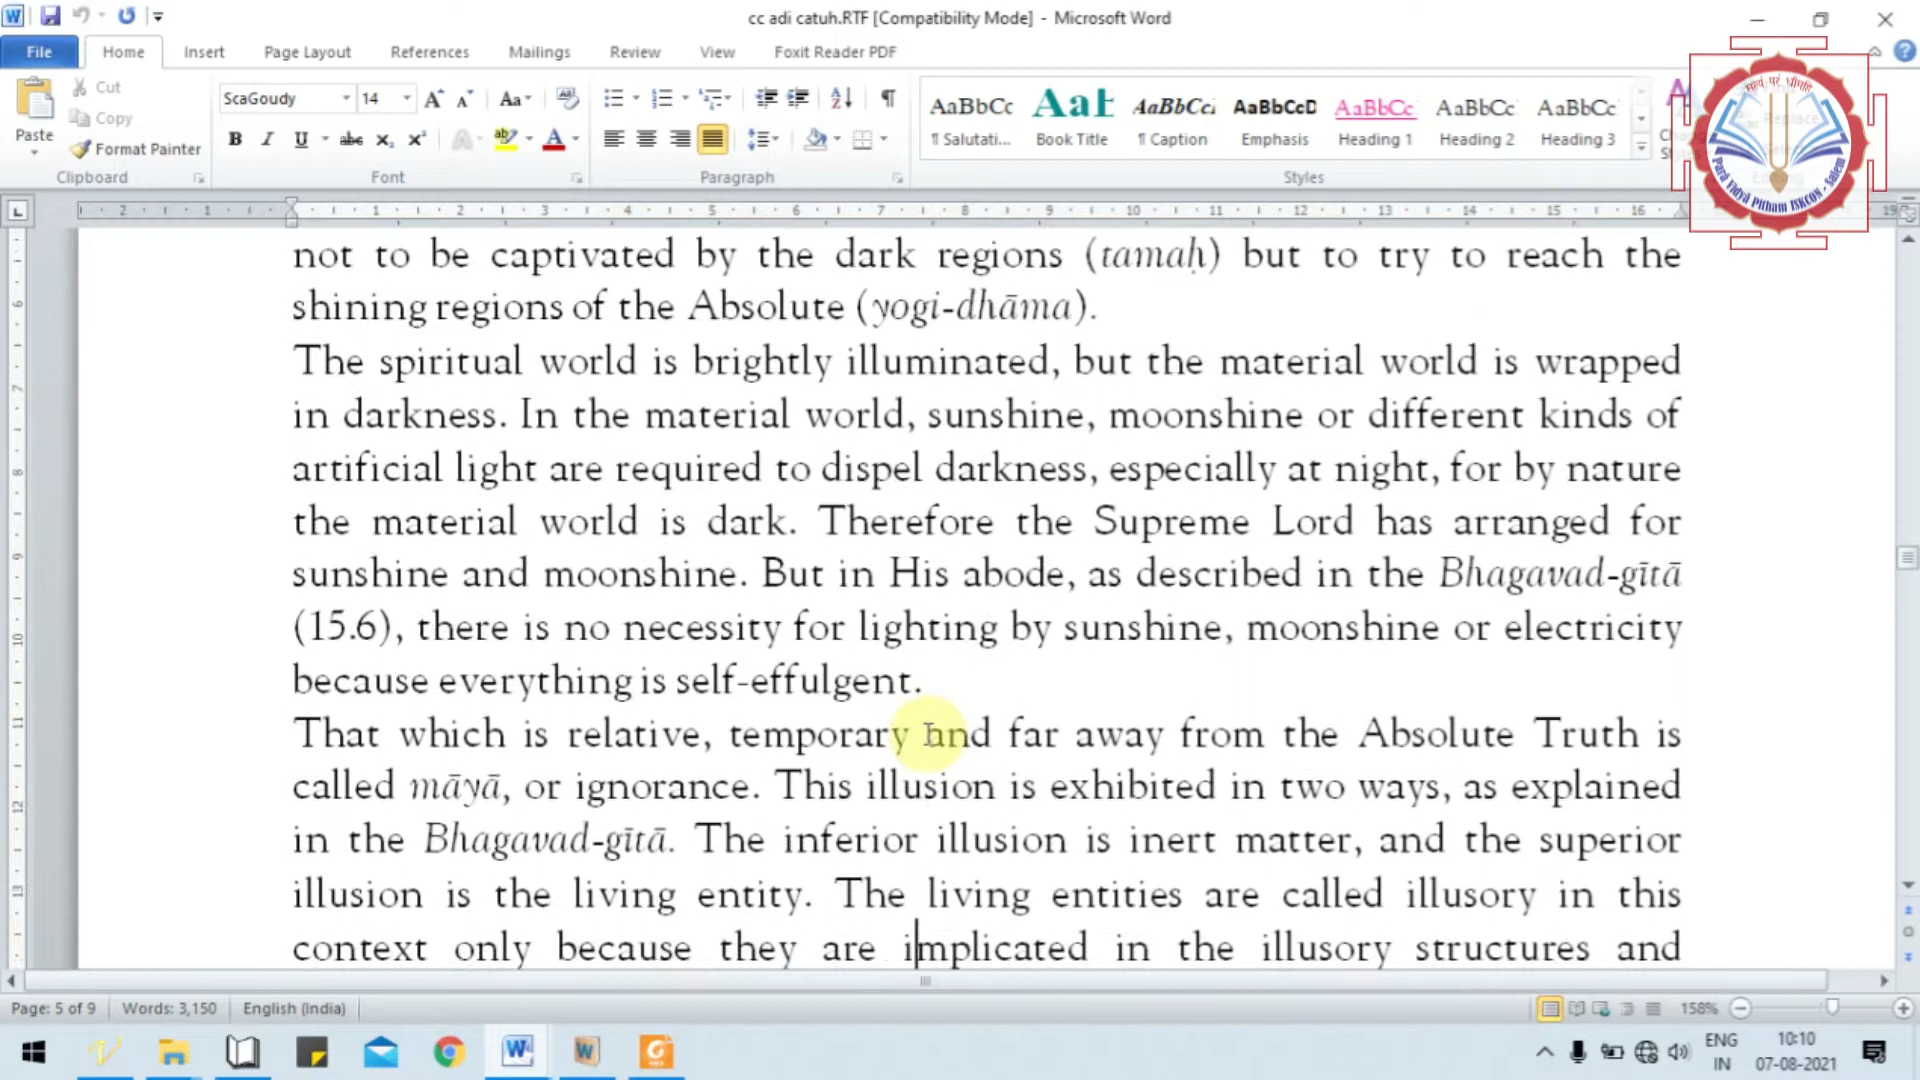 cc adi catuh.RTF [Compatibility Mode] - Microsoft Word
File Home Insert Page Layout References Mailings Review View Foxit Reader PDF
Cut
Copy
Paste
Format Painter
Clipboard
ScaGoudy 14
Font
Paragraph
AaBbCc AaB AaBbCc AaBbCcD AaBbCc AaBbCc AaBbCc
¶ Salutati... Book Title ¶ Caption Emphasis Heading 1 Heading 2 Heading 3
Styles
Replace
Para Vidya Pitham ISKCON - Salem
not to be captivated by the dark regions (tamaḥ) but to try to reach the
shining regions of the Absolute (yogi-dhāma).
The spiritual world is brightly illuminated, but the material world is wrapped
in darkness. In the material world, sunshine, moonshine or different kinds of
artificial light are required to dispel darkness, especially at night, for by nature
the material world is dark. Therefore the Supreme Lord has arranged for
sunshine and moonshine. But in His abode, as described in the Bhagavad-gītā
(15.6), there is no necessity for lighting by sunshine, moonshine or electricity
because everything is self-effulgent.
That which is relative, temporary and far away from the Absolute Truth is
called māyā, or ignorance. This illusion is exhibited in two ways, as explained
in the Bhagavad-gītā. The inferior illusion is inert matter, and the superior
illusion is the living entity. The living entities are called illusory in this
context only because they are implicated in the illusory structures and
Page: 5 of 9 Words: 3,150 English (India) 158%
ENG 10:10
IN 07-08-2021